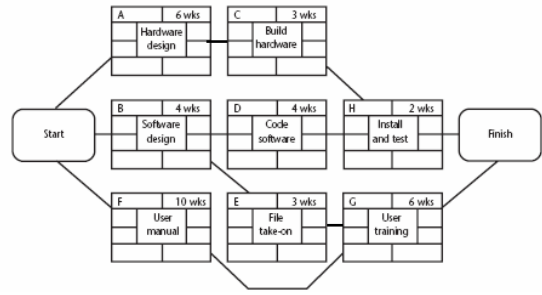 A 6 wks
Hardware
design
C 3 wks
Build
hardware
Start
B 4 wks
Software
design
D 4 wks
Code
software
H 2 wks
Install
and test
Finish
F 10 wks
User
manual
E 3 wks
File
take-on
G 6 wks
User
training